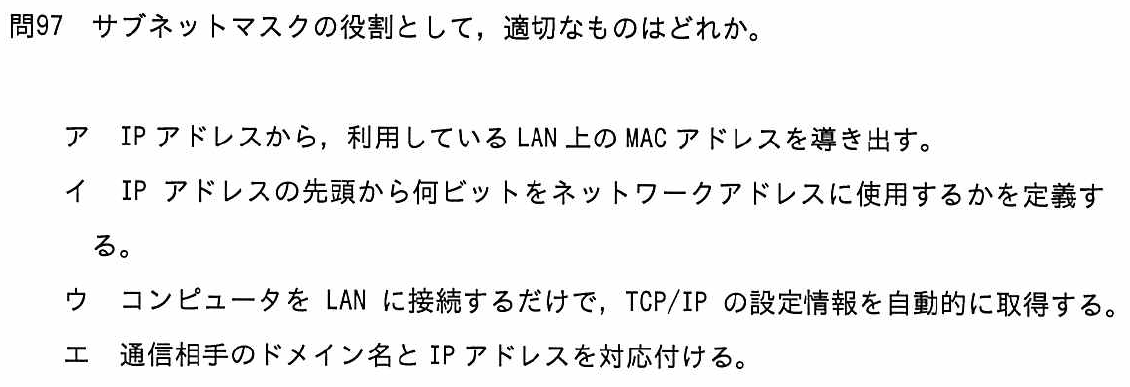 問97 サブネットマスクの役割として，適切なものはどれか。
ア IP アドレスから，利用している LAN 上の MAC アドレスを導き出す。
イ IP アドレスの先頭から何ビットをネットワークアドレスに使用するかを定義す
る。
ウ コンピュータを LAN に接続するだけで，TCP/IP の設定情報を自動的に取得する。
エ 通信相手のドメイン名と IP アドレスを対応付ける。